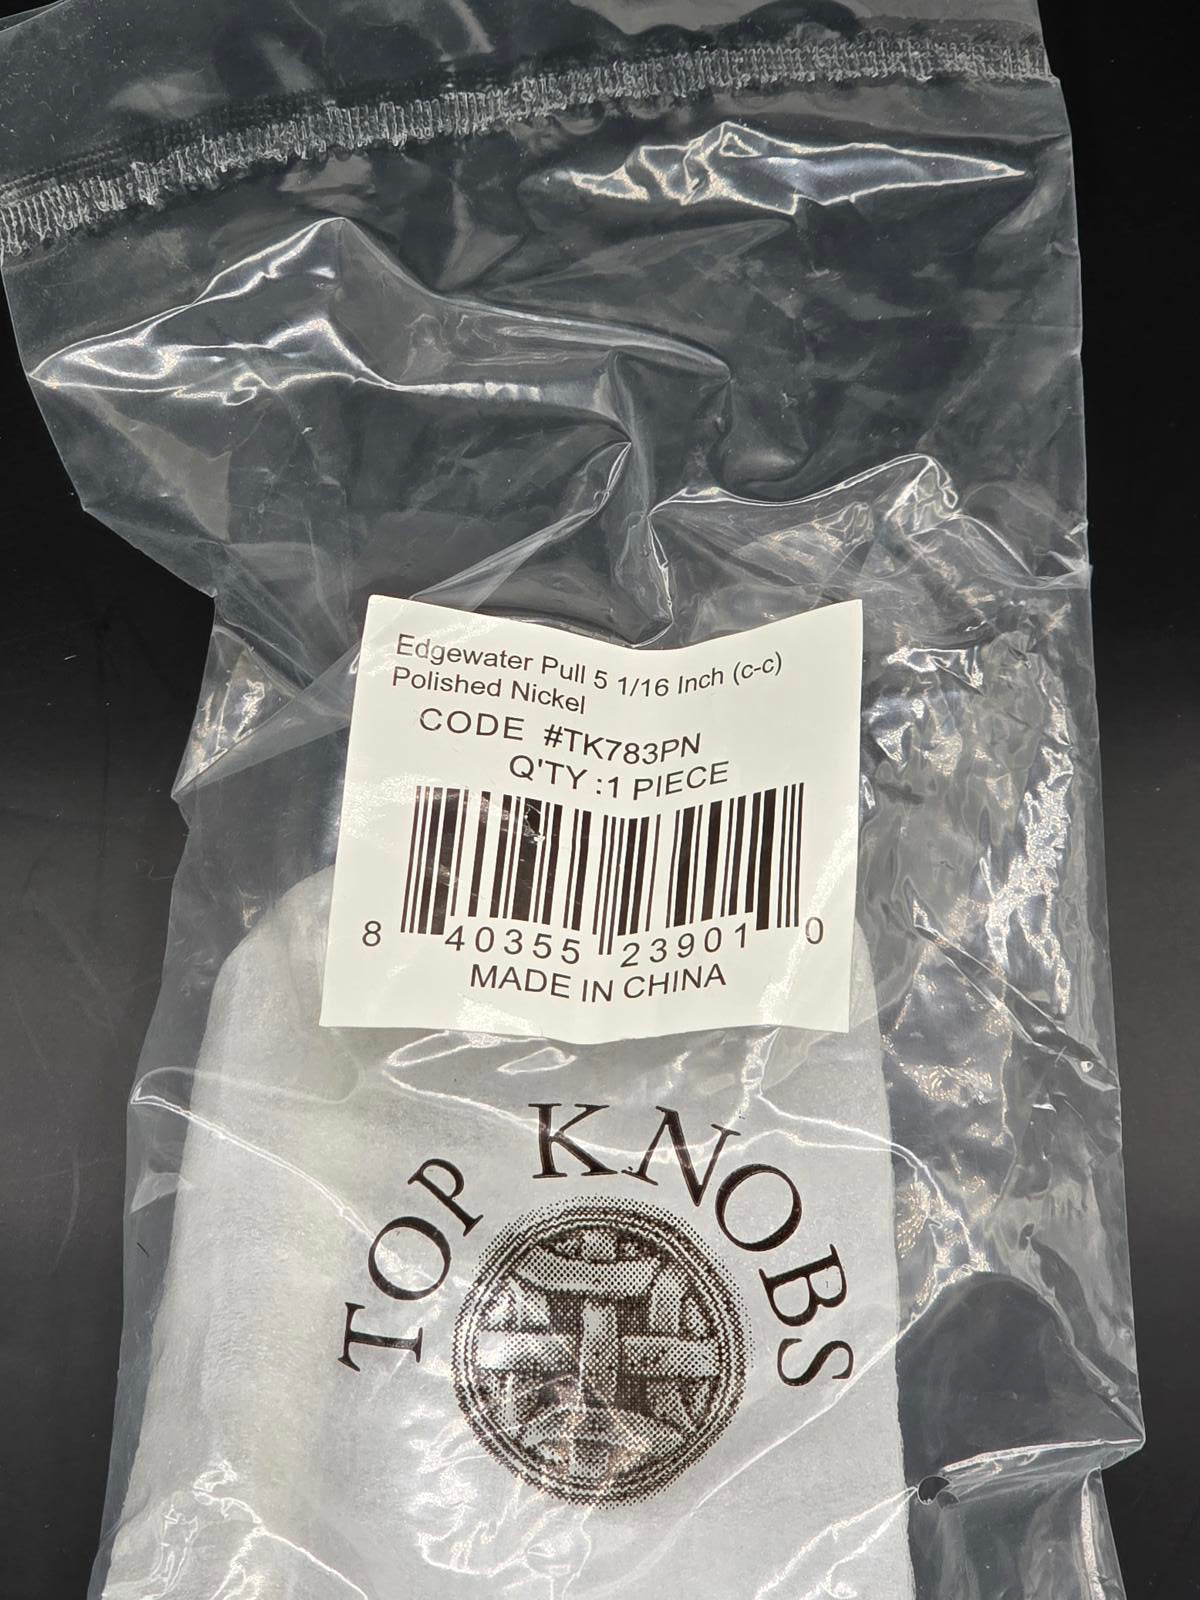 Edgewater Pull 5 1/16 Inch (c-c)
Polished Nickel
CODE #TK783PN
Q'TY :1 PIECE
8 40355 23901 0
MADE IN CHINA
TOP KNOBS